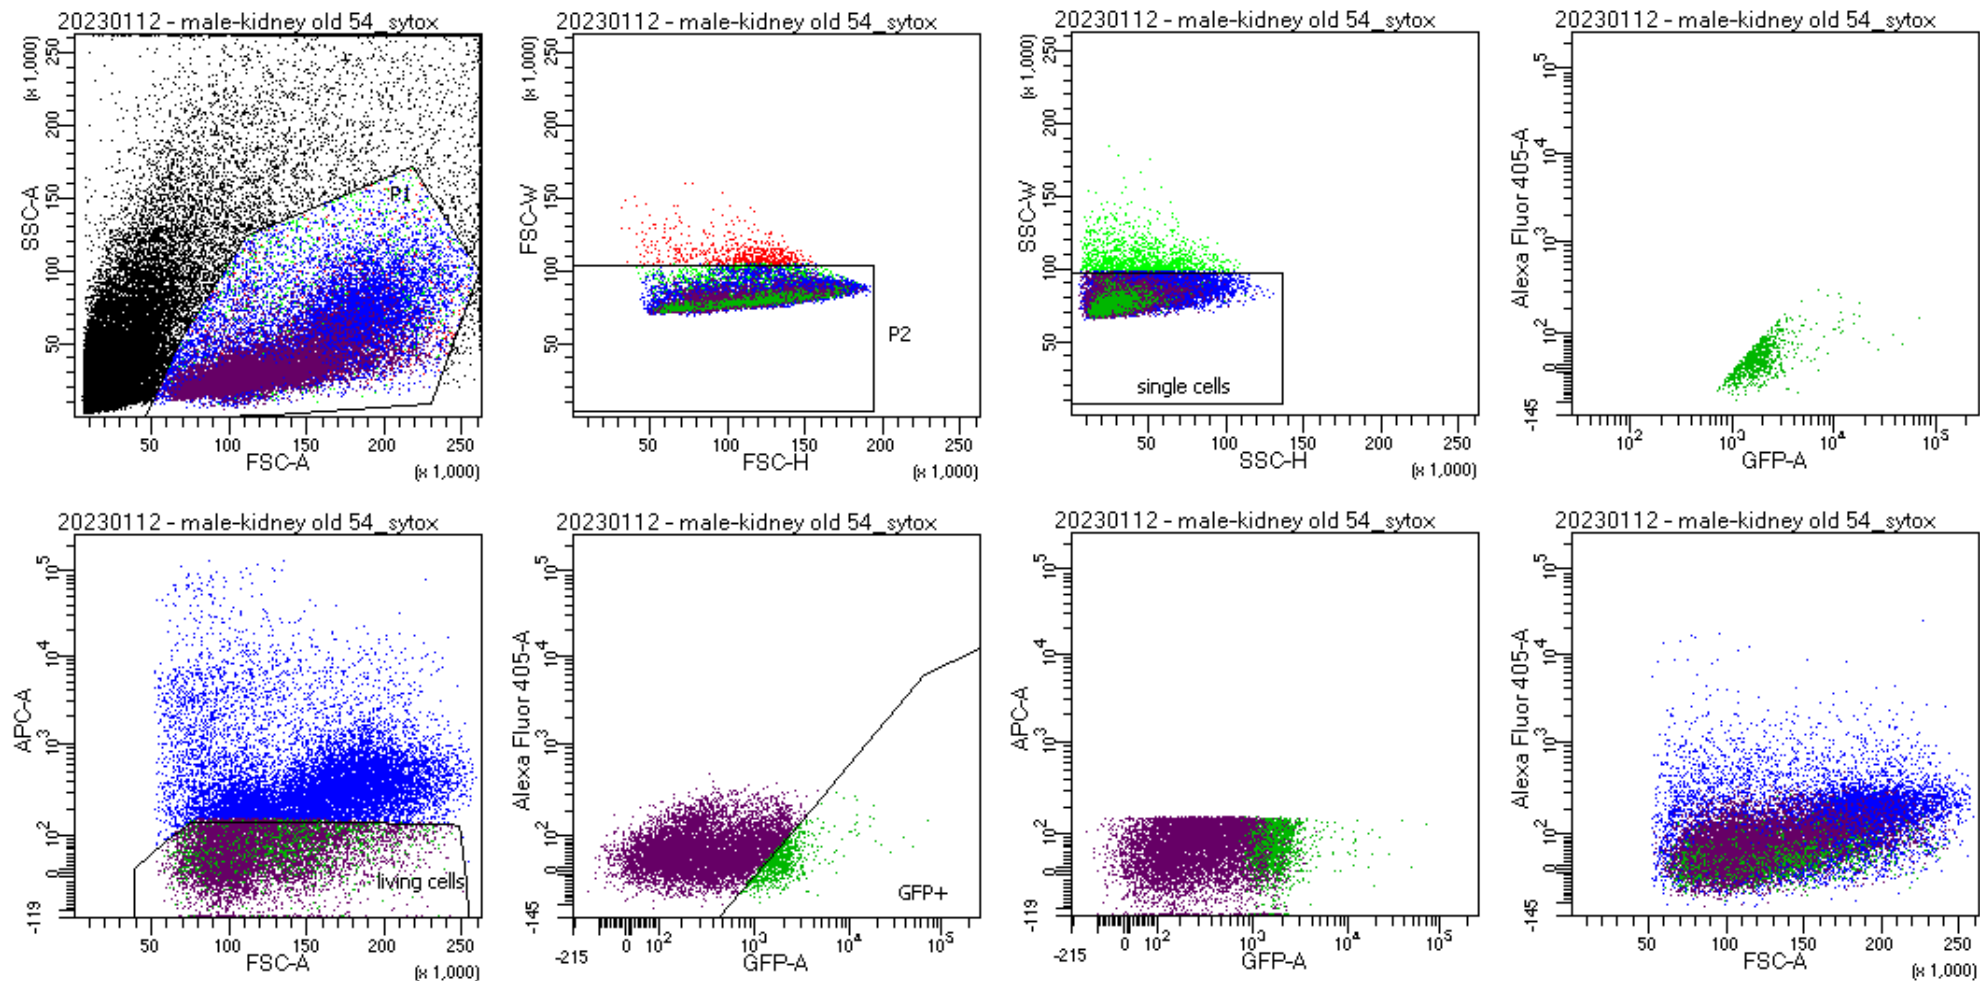 20230112 - male-kidney old 54_sytox
(x 1,000)
SSC-A
250
200
150
100
50
P1
50 100 150 200 250
FSC-A
(x 1,000)
20230112 - male-kidney old 54_sytox
(x 1,000)
FSC-W
250
200
150
100
50
P2
50 100 150 200 250
FSC-H
(x 1,000)
20230112 - male-kidney old 54_sytox
(x 1,000)
SSC-W
250
200
150
100
50
single cells
50 100 150 200 250
SSC-H
(x 1,000)
20230112 - male-kidney old 54_sytox
Alexa Fluor 405-A
10^5
10^4
10^3
10^2
0
-145
10^2 10^3 10^4 10^5
GFP-A
20230112 - male-kidney old 54_sytox
APC-A
10^5
10^4
10^3
10^2
0
-119
living cells
50 100 150 200 250
FSC-A
(x 1,000)
20230112 - male-kidney old 54_sytox
Alexa Fluor 405-A
10^5
10^4
10^3
10^2
0
-145
GFP+
-215 0 10^2 10^3 10^4 10^5
GFP-A
20230112 - male-kidney old 54_sytox
APC-A
10^5
10^4
10^3
10^2
0
-119
-215 0 10^2 10^3 10^4 10^5
GFP-A
20230112 - male-kidney old 54_sytox
Alexa Fluor 405-A
10^5
10^4
10^3
10^2
0
-145
50 100 150 200 250
FSC-A
(x 1,000)